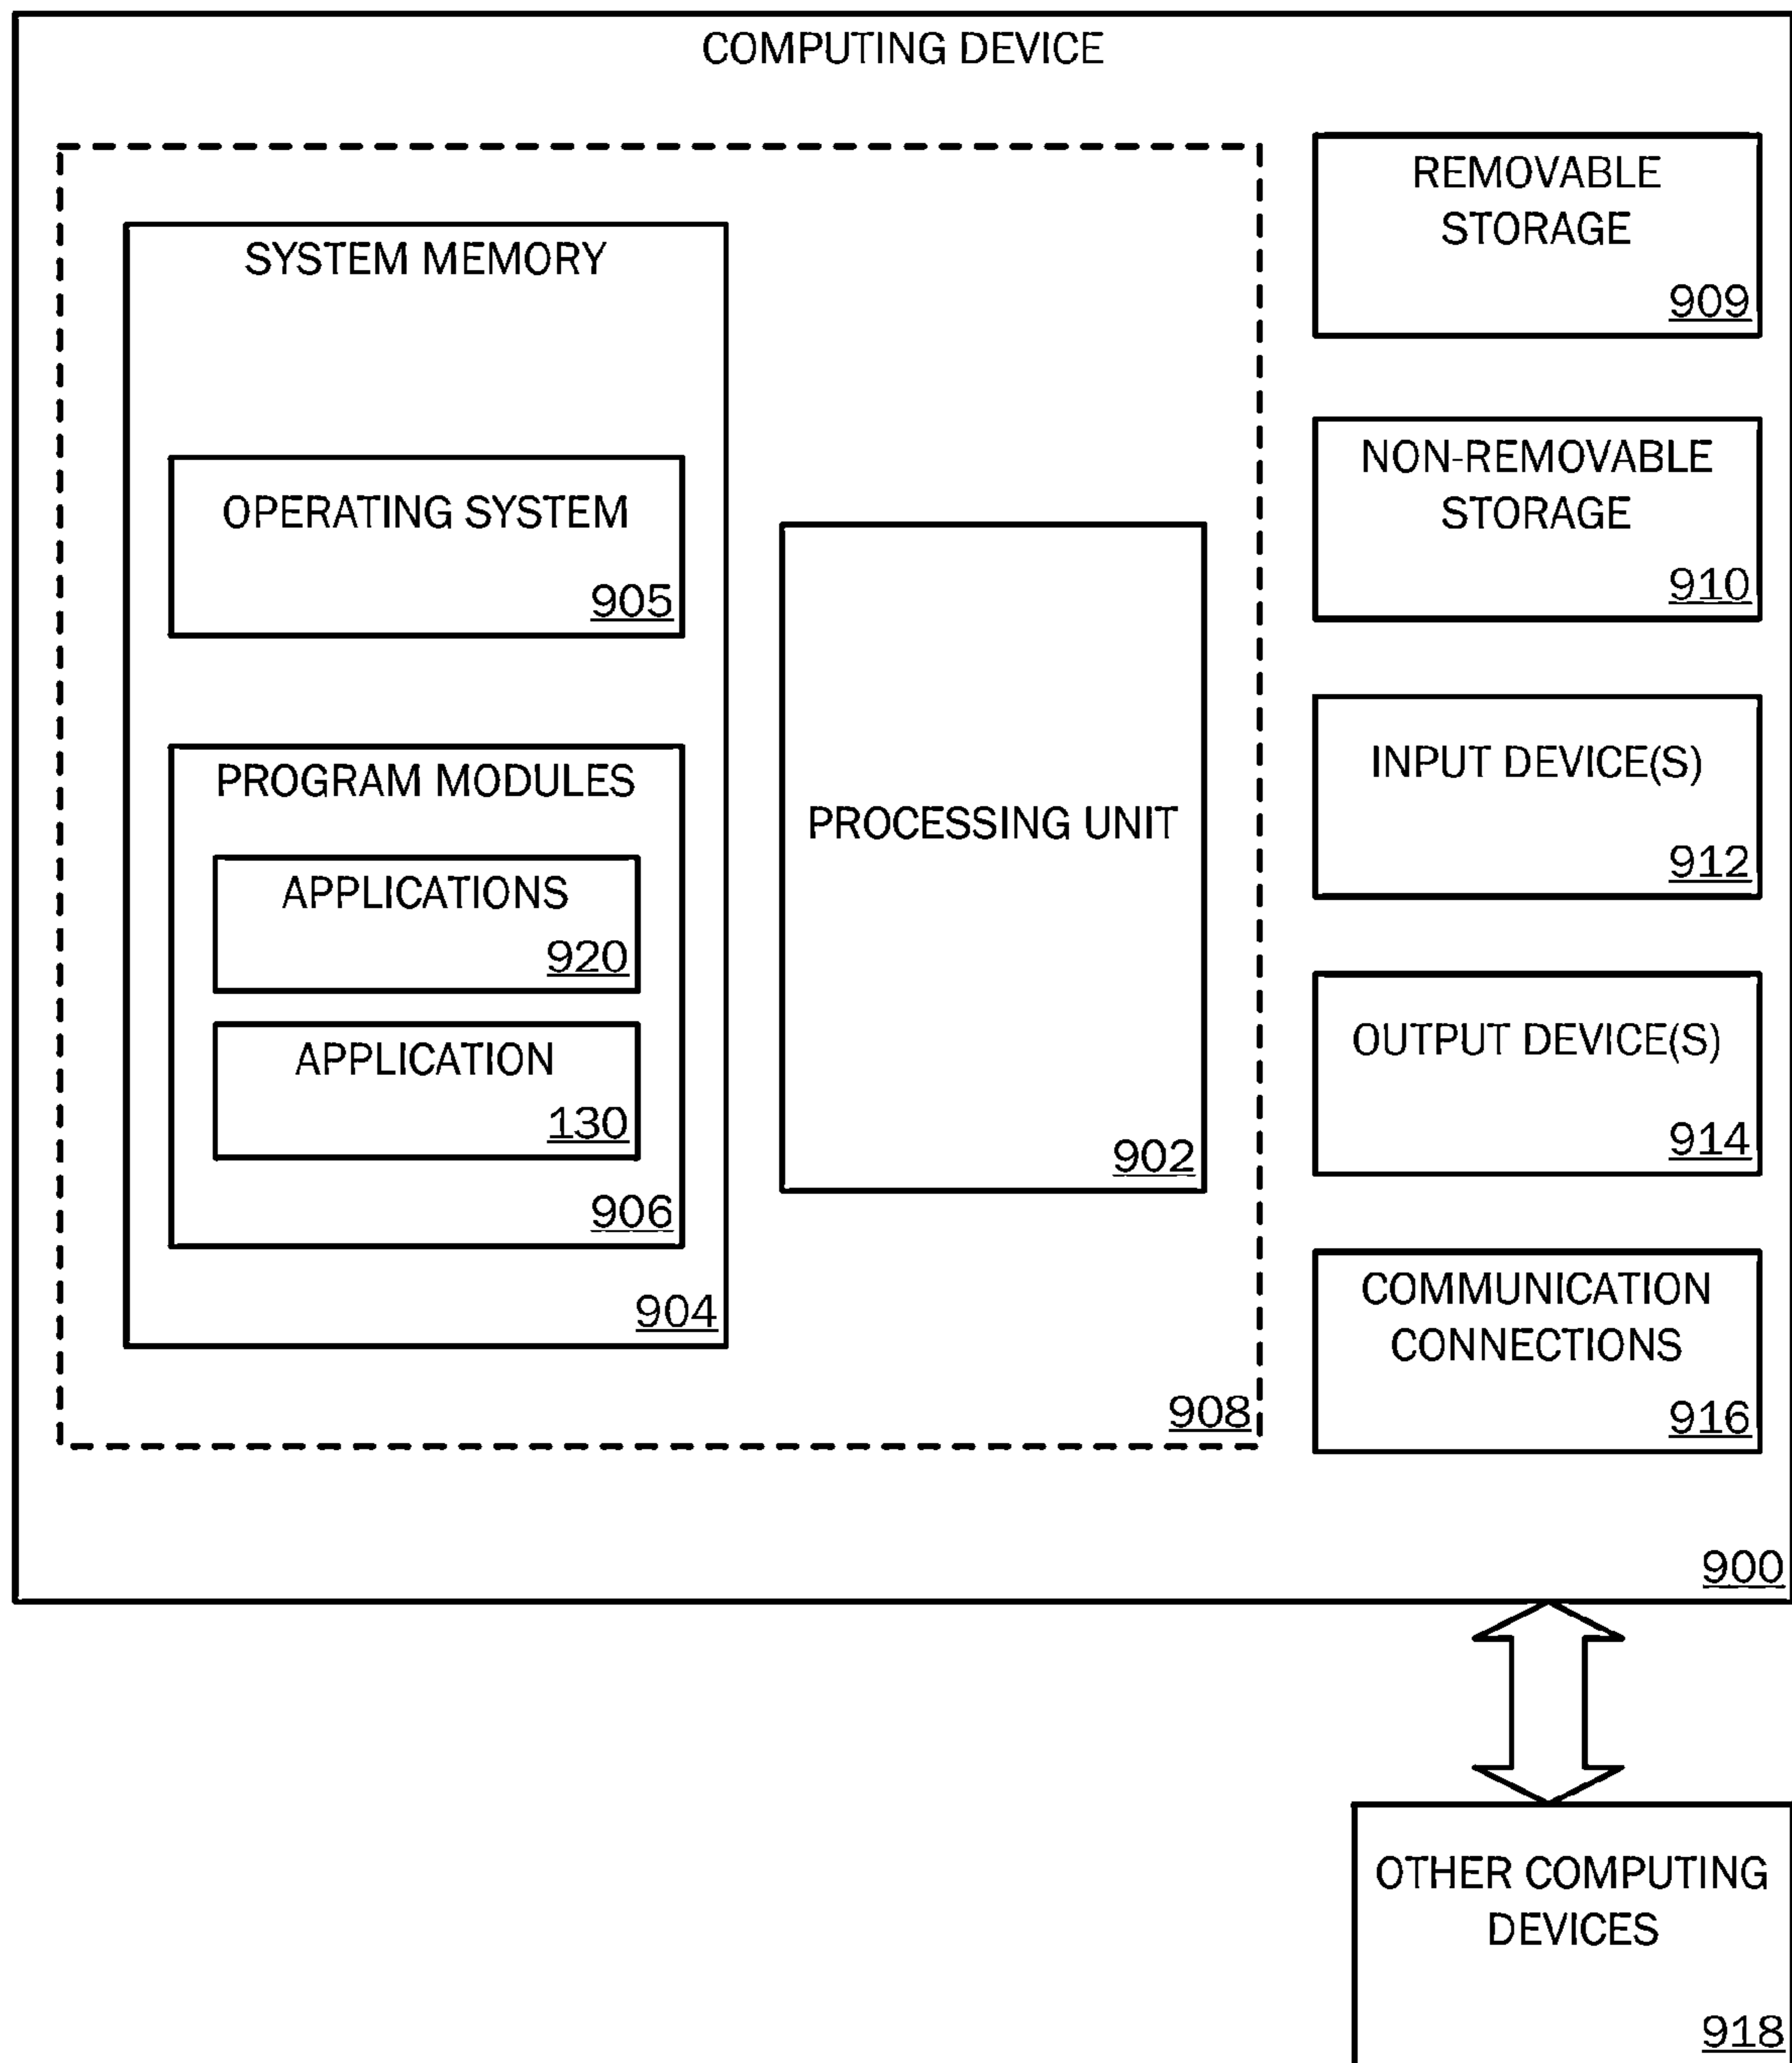 COMPUTING DEVICE
SYSTEM MEMORY
OPERATING SYSTEM
905
PROGRAM MODULES
APPLICATIONS
920
APPLICATION
130
906
904
PROCESSING UNIT
902
908
REMOVABLE
STORAGE
909
NON-REMOVABLE
STORAGE
910
INPUT DEVICE(S)
912
OUTPUT DEVICE(S)
914
COMMUNICATION
CONNECTIONS
916
900
OTHER COMPUTING
DEVICES
918